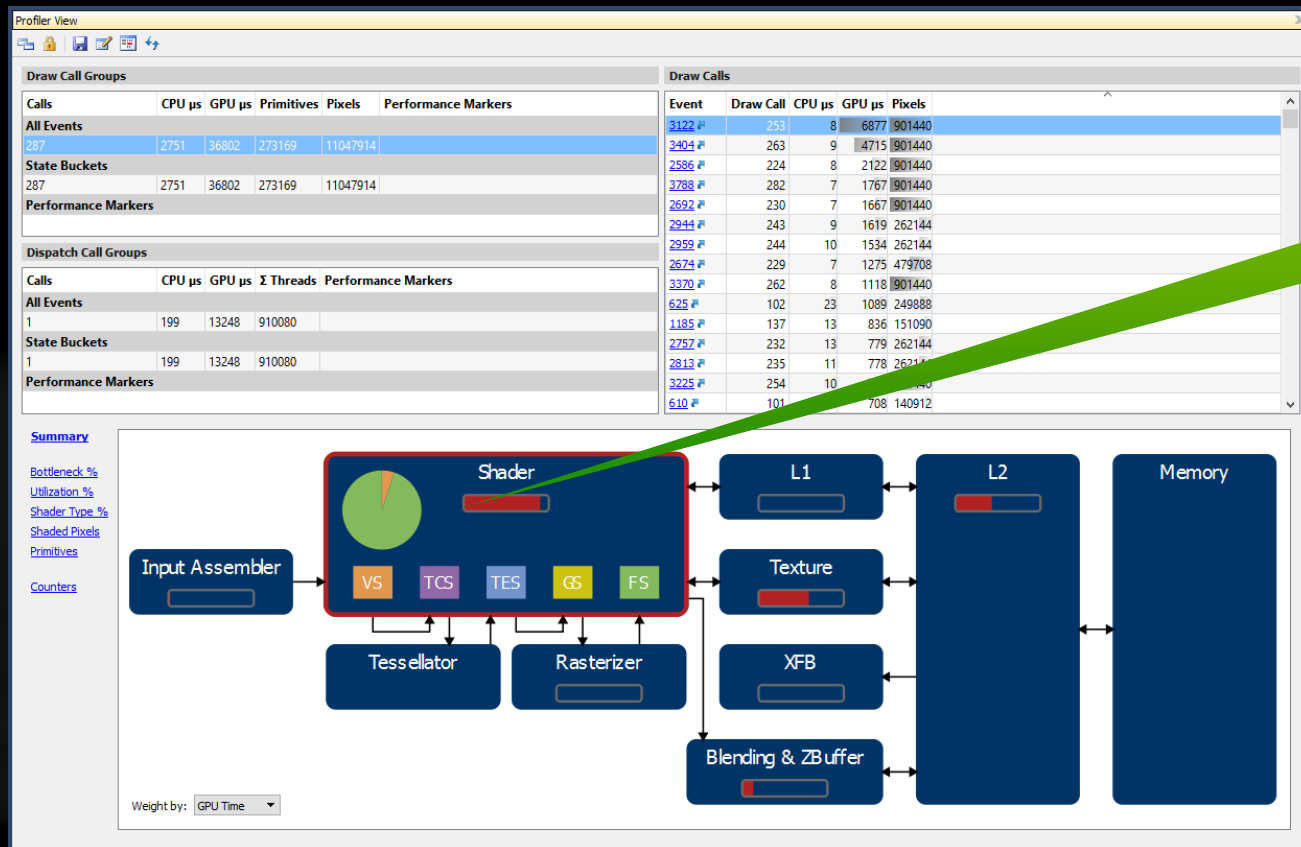 Profiler View
Draw Call Groups
Calls CPU µs GPU µs Primitives Pixels Performance Markers
All Events
287 2751 36802 273169 11047914
State Buckets
287 2751 36802 273169 11047914
Performance Markers
Dispatch Call Groups
Calls CPU µs GPU µs Σ Threads Performance Markers
All Events
1 199 13248 910080
State Buckets
1 199 13248 910080
Performance Markers
Draw Calls
Event Draw Call CPU µs GPU µs Pixels
3122 253 8 6877 901440
3404 263 9 4715 901440
2586 224 8 2122 901440
3788 282 7 1767 901440
2692 230 7 1667 901440
2944 243 9 1619 262144
2959 244 10 1534 262144
2674 229 7 1275 479708
3370 262 8 1118 901440
625 102 23 1089 249888
1185 137 13 836 151090
2757 232 13 779 262144
2813 235 11 778
3225 254 10
610 101 708 140912
Summary
Bottleneck %
Utilization %
Shader Type %
Shaded Pixels
Primitives
Counters
Input Assembler
Shader
VS TCS TES GS FS
Tessellator
Rasterizer
L1
Texture
XFB
Blending & ZBuffer
L2
Memory
Weight by: GPU Time